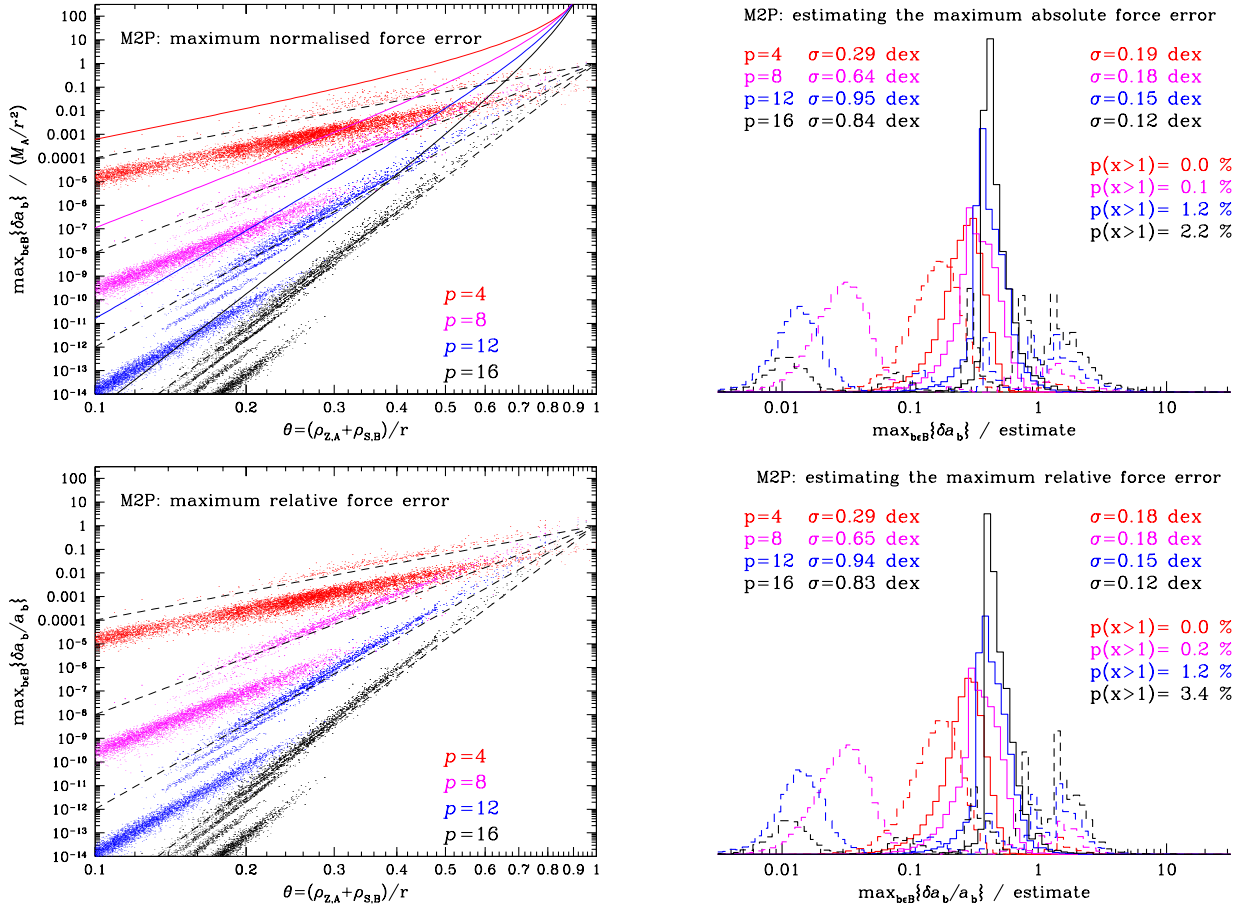 M2P: maximum normalised force error
max_{b∈B}{δa_b} / (M_A/r²)
100
10
1
0.1
0.01
0.001
0.0001
10^{-5}
10^{-6}
10^{-7}
10^{-8}
10^{-9}
10^{-10}
10^{-11}
10^{-12}
10^{-13}
10^{-14}
p=4
p=8
p=12
p=16
0.1 0.2 0.3 0.4 0.5 0.6 0.7 0.8 0.9 1
θ=(ρ_{Z,A}+ρ_{S,B})/r
M2P: estimating the maximum absolute force error
p=4 σ=0.29 dex σ=0.19 dex
p=8 σ=0.64 dex σ=0.18 dex
p=12 σ=0.95 dex σ=0.15 dex
p=16 σ=0.84 dex σ=0.12 dex
p(x>1)= 0.0 %
p(x>1)= 0.1 %
p(x>1)= 1.2 %
p(x>1)= 2.2 %
0.01 0.1 1 10
max_{b∈B}{δa_b} / estimate
M2P: maximum relative force error
max_{b∈B}{δa_b/a_b}
100
10
1
0.1
0.01
0.001
0.0001
10^{-5}
10^{-6}
10^{-7}
10^{-8}
10^{-9}
10^{-10}
10^{-11}
10^{-12}
10^{-13}
10^{-14}
p=4
p=8
p=12
p=16
0.1 0.2 0.3 0.4 0.5 0.6 0.7 0.8 0.9 1
θ=(ρ_{Z,A}+ρ_{S,B})/r
M2P: estimating the maximum relative force error
p=4 σ=0.29 dex σ=0.18 dex
p=8 σ=0.65 dex σ=0.18 dex
p=12 σ=0.94 dex σ=0.15 dex
p=16 σ=0.83 dex σ=0.12 dex
p(x>1)= 0.0 %
p(x>1)= 0.2 %
p(x>1)= 1.2 %
p(x>1)= 3.4 %
0.01 0.1 1 10
max_{b∈B}{δa_b/a_b} / estimate